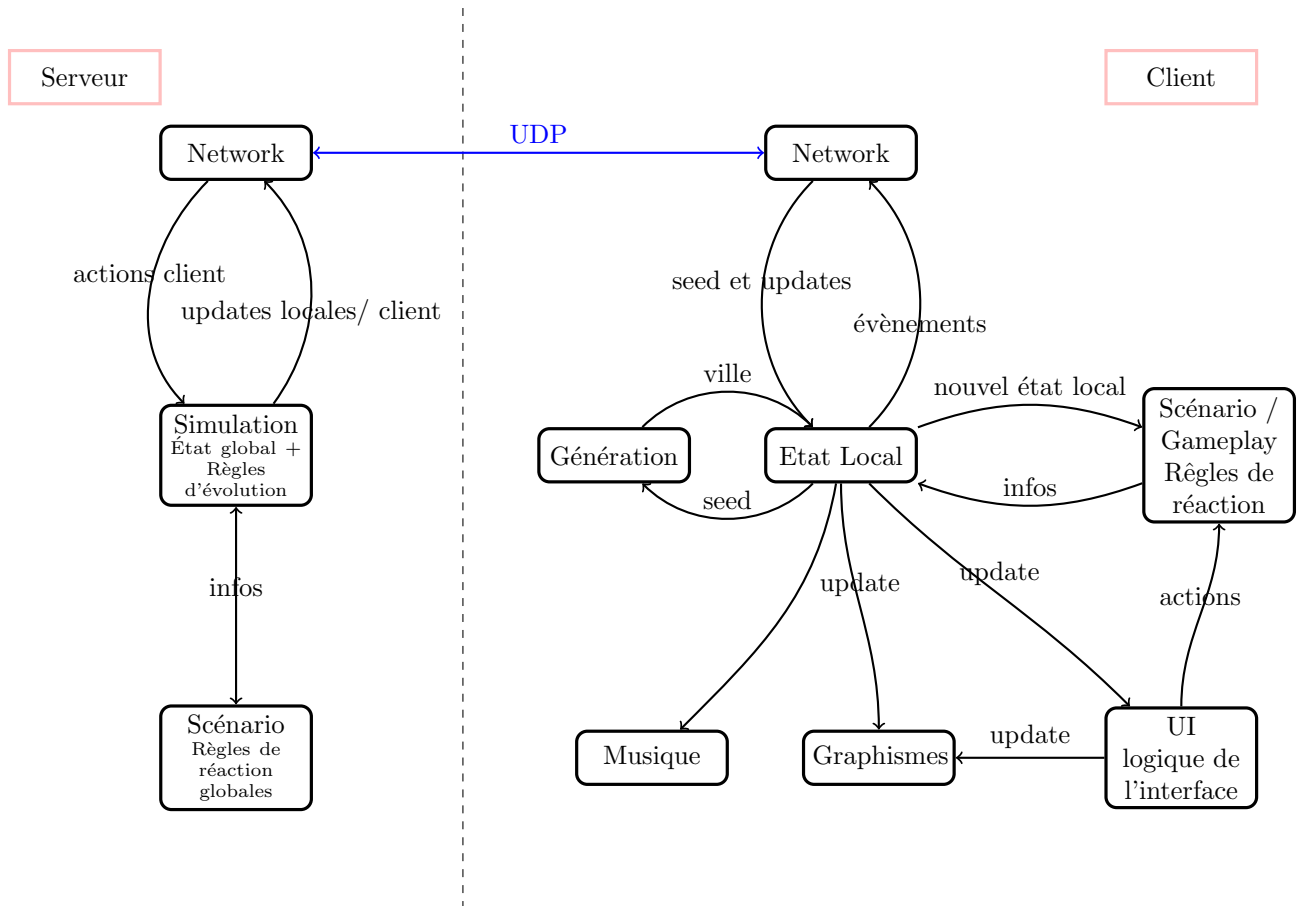 Serveur
Client
UDP
Network
Network
actions client
seed et updates
updates locales/ client
évènements
ville
nouvel état local
Simulation
État global +
Règles
d'évolution
Génération
Etat Local
Scénario /
Gameplay
Rêgles de
réaction
seed
infos
infos
update
update
actions
Scénario
Règles de
réaction
globales
Musique
Graphismes
update
UI
logique de
l'interface